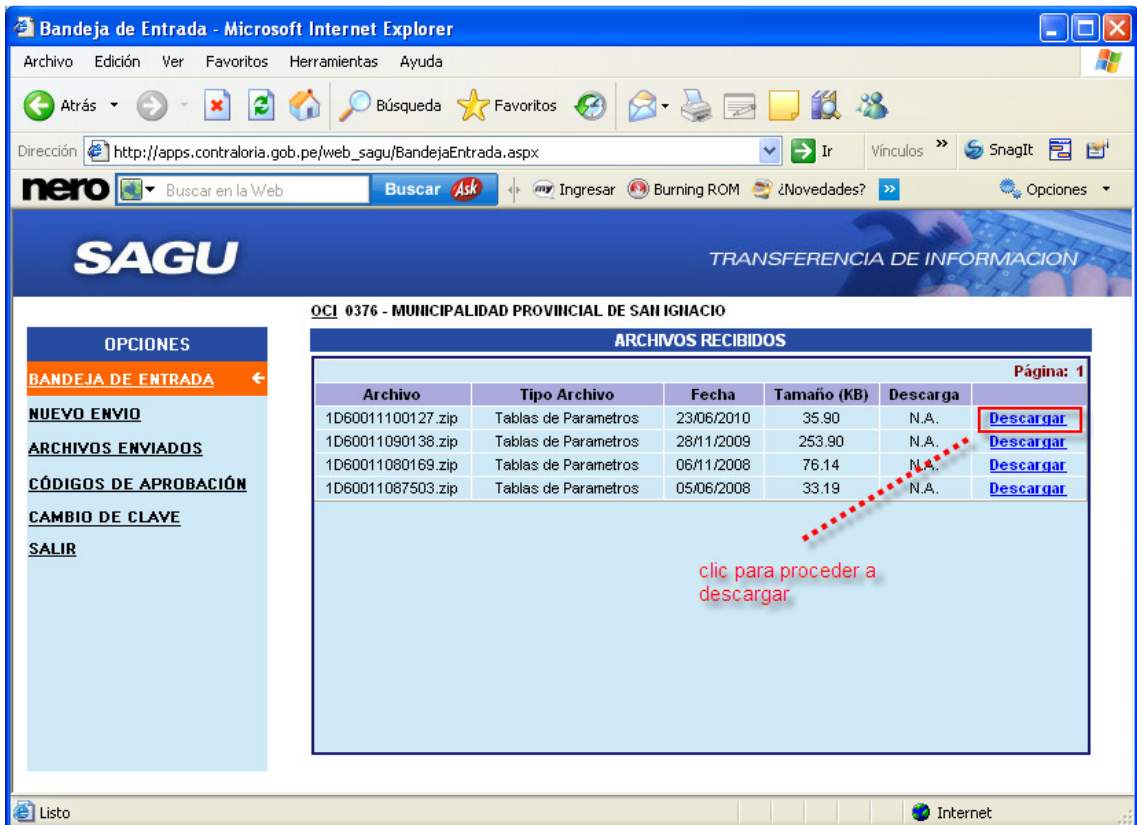 Bandeja de Entrada - Microsoft Internet Explorer
Archivo Edición Ver Favoritos Herramientas Ayuda
Atrás Búsqueda Favoritos
Dirección http://apps.contraloria.gob.pe/web_sagu/BandejaEntrada.aspx Ir Vínculos » SnagIt
nero Buscar en la Web Buscar Ask my Ingresar Burning ROM ¿Novedades? » Opciones
SAGU TRANSFERENCIA DE INFORMACION
OCI 0376 - MUNICIPALIDAD PROVINCIAL DE SAN IGNACIO
OPCIONES
BANDEJA DE ENTRADA
NUEVO ENVIO
ARCHIVOS ENVIADOS
CÓDIGOS DE APROBACIÓN
CAMBIO DE CLAVE
SALIR
ARCHIVOS RECIBIDOS
Página: 1
Archivo Tipo Archivo Fecha Tamaño (KB) Descarga
1D60011100127.zip Tablas de Parametros 23/06/2010 35.90 N.A. Descargar
1D60011090138.zip Tablas de Parametros 28/11/2009 253.90 N.A. Descargar
1D60011080169.zip Tablas de Parametros 06/11/2008 76.14 N.A. Descargar
1D60011087503.zip Tablas de Parametros 05/06/2008 33.19 N.A. Descargar
clic para proceder a
descargar
Listo Internet